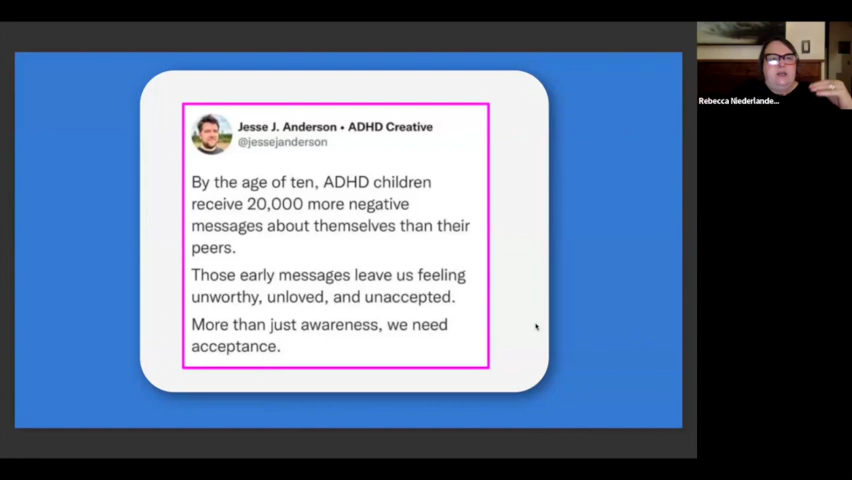 Jesse J. Anderson • ADHD Creative
@jessejanderson
By the age of ten, ADHD children
receive 20,000 more negative
messages about themselves than their
peers.
Those early messages leave us feeling
unworthy, unloved, and unaccepted.
More than just awareness, we need
acceptance.
Rebecca Niederlande...